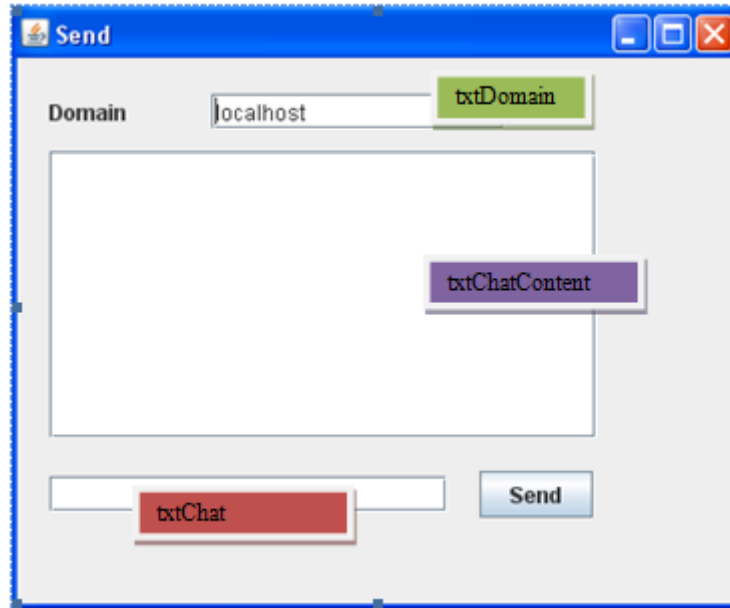 Send
Domain
localhost
txtDomain
txtChatContent
txtChat
Send